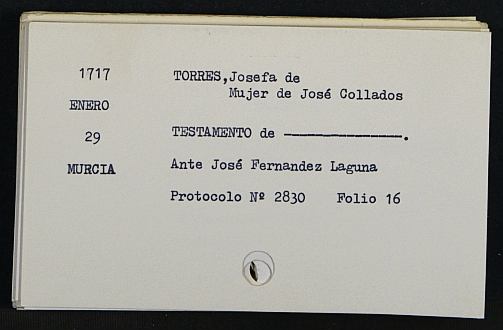 1717
TORRES,Josefa de
Mujer de José Collados
ENERO
29
TESTAMENTO de ----------------.
MURCIA
Ante José Fernandez Laguna
Protocolo Nº 2830 Folio 16